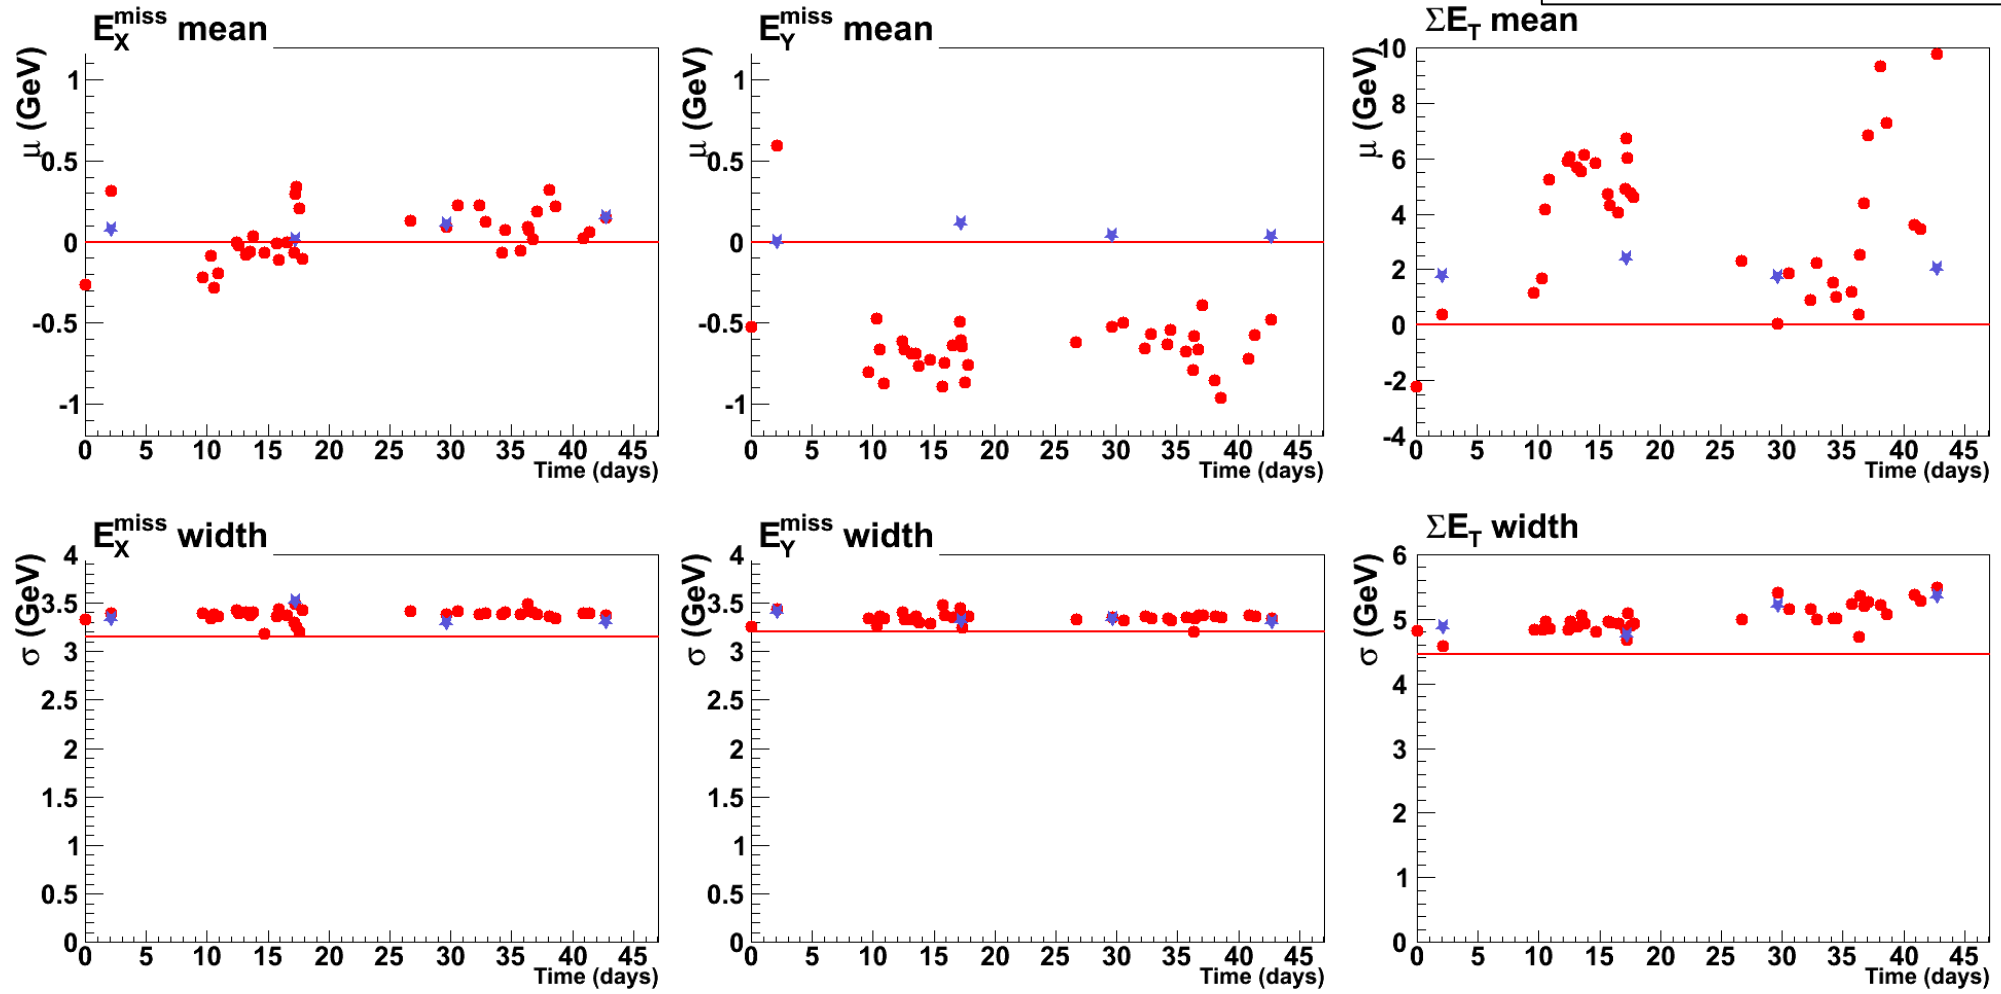 E_X^miss mean
μ (GeV)
1
0.5
0
-0.5
-1
0 5 10 15 20 25 30 35 40 45
Time (days)
E_Y^miss mean
μ (GeV)
1
0.5
0
-0.5
-1
0 5 10 15 20 25 30 35 40 45
Time (days)
ΣE_T mean
μ (GeV)
10
8
6
4
2
0
-2
-4
0 5 10 15 20 25 30 35 40 45
Time (days)
E_X^miss width
σ (GeV)
4
3.5
3
2.5
2
1.5
1
0.5
0
0 5 10 15 20 25 30 35 40 45
Time (days)
E_Y^miss width
σ (GeV)
4
3.5
3
2.5
2
1.5
1
0.5
0
0 5 10 15 20 25 30 35 40 45
Time (days)
ΣE_T width
σ (GeV)
6
5
4
3
2
1
0
0 5 10 15 20 25 30 35 40 45
Time (days)